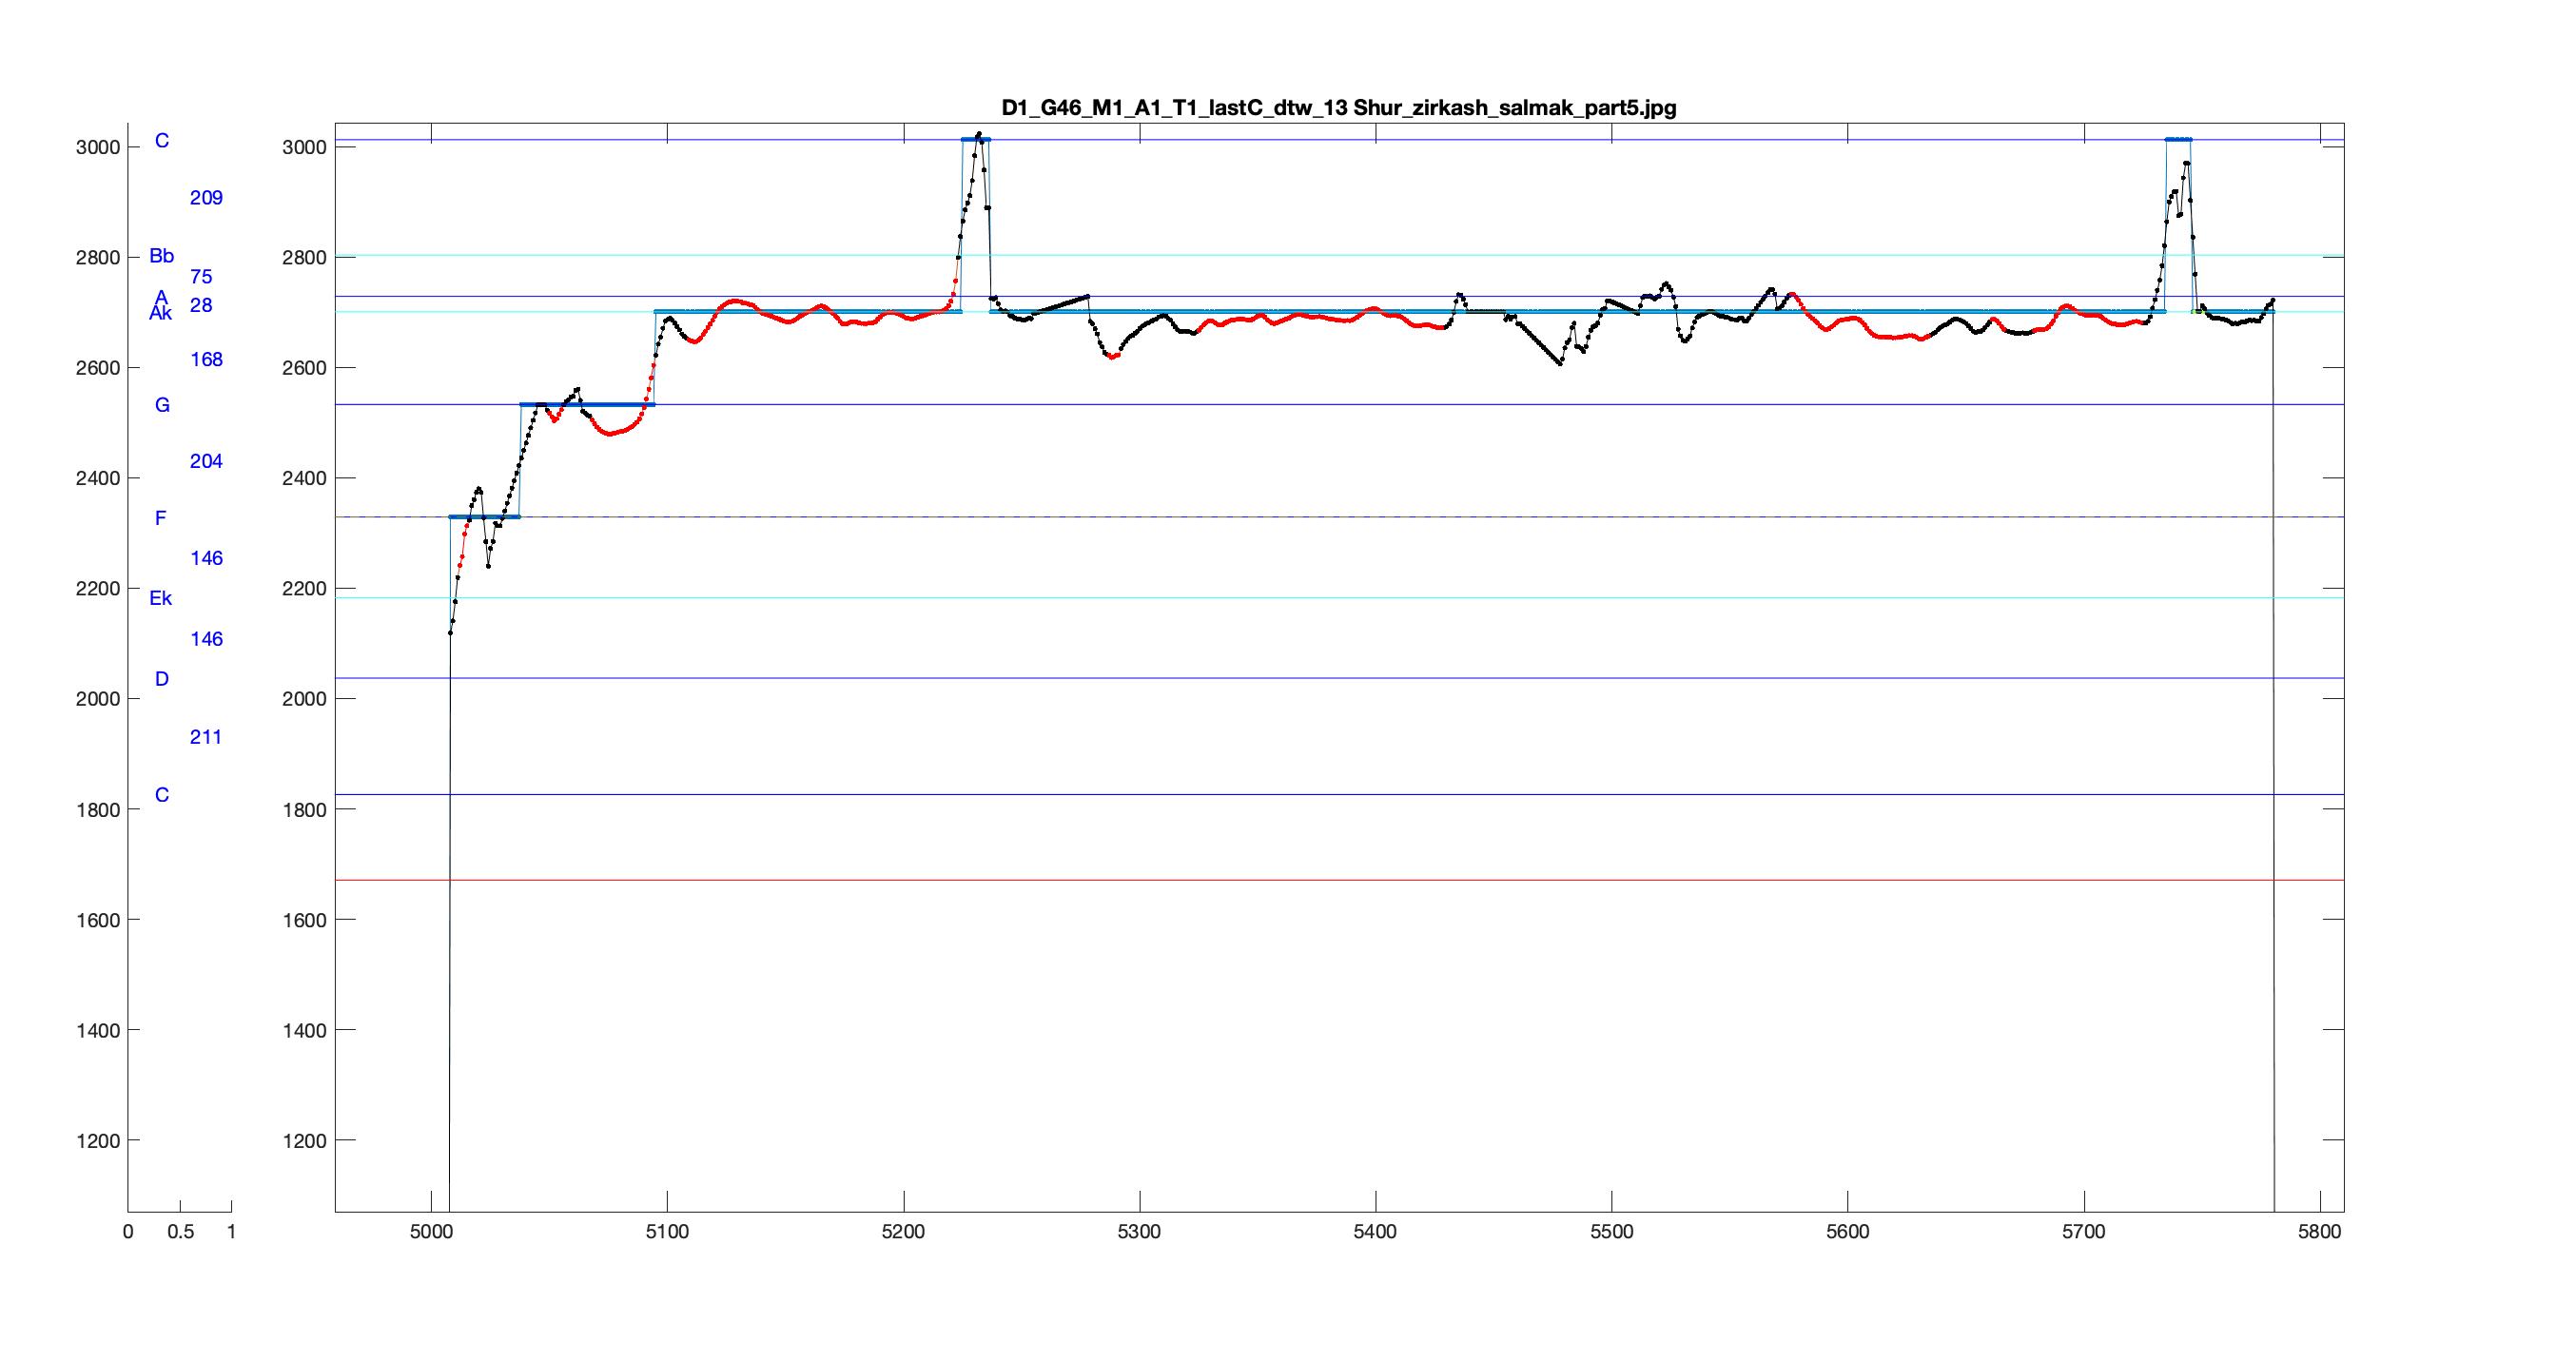 D1_G46_M1_A1_T1_lastC_dtw_13 Shur_zirkash_salmak_part5.jpg
3000 C 3000
209
2800 Bb 2800
75
A
28
Ak
2600 168 2600
G
204
2400 2400
F
146
2200 Ek 2200
146
D
2000 2000
211
1800 C 1800
1600 1600
1400 1400
1200 1200
0 0.5 1 5000 5100 5200 5300 5400 5500 5600 5700 5800